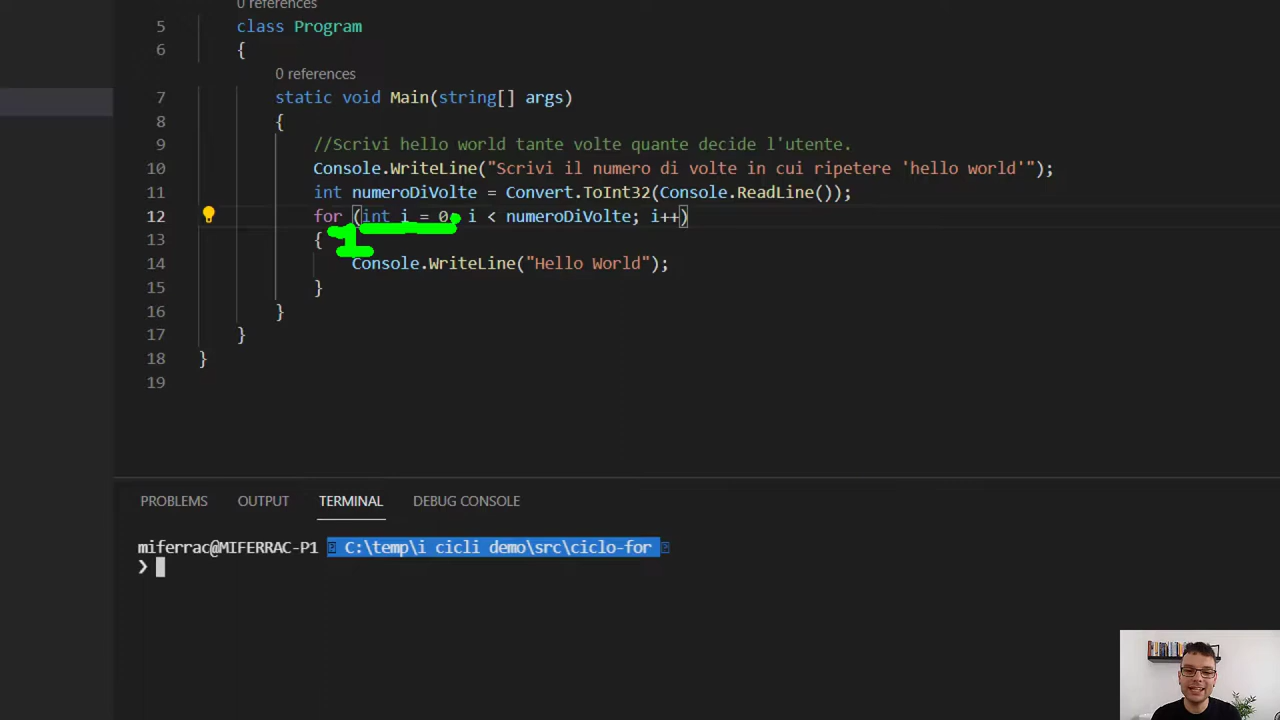 0 references
5 class Program
6 {
0 references
7 static void Main(string[] args)
8 {
9 //Scrivi hello world tante volte quante decide l'utente.
10 Console.WriteLine("Scrivi il numero di volte in cui ripetere 'hello world'");
11 int numeroDiVolte = Convert.ToInt32(Console.ReadLine());
12 for (int i = 0; i < numeroDiVolte; i++)
1
13 {
14 Console.WriteLine("Hello World");
15 }
16 }
17 }
18 }
19
PROBLEMS OUTPUT TERMINAL DEBUG CONSOLE
miferrac@MIFERRAC-P1 C:\temp\i cicli demo\src\ciclo-for
❯